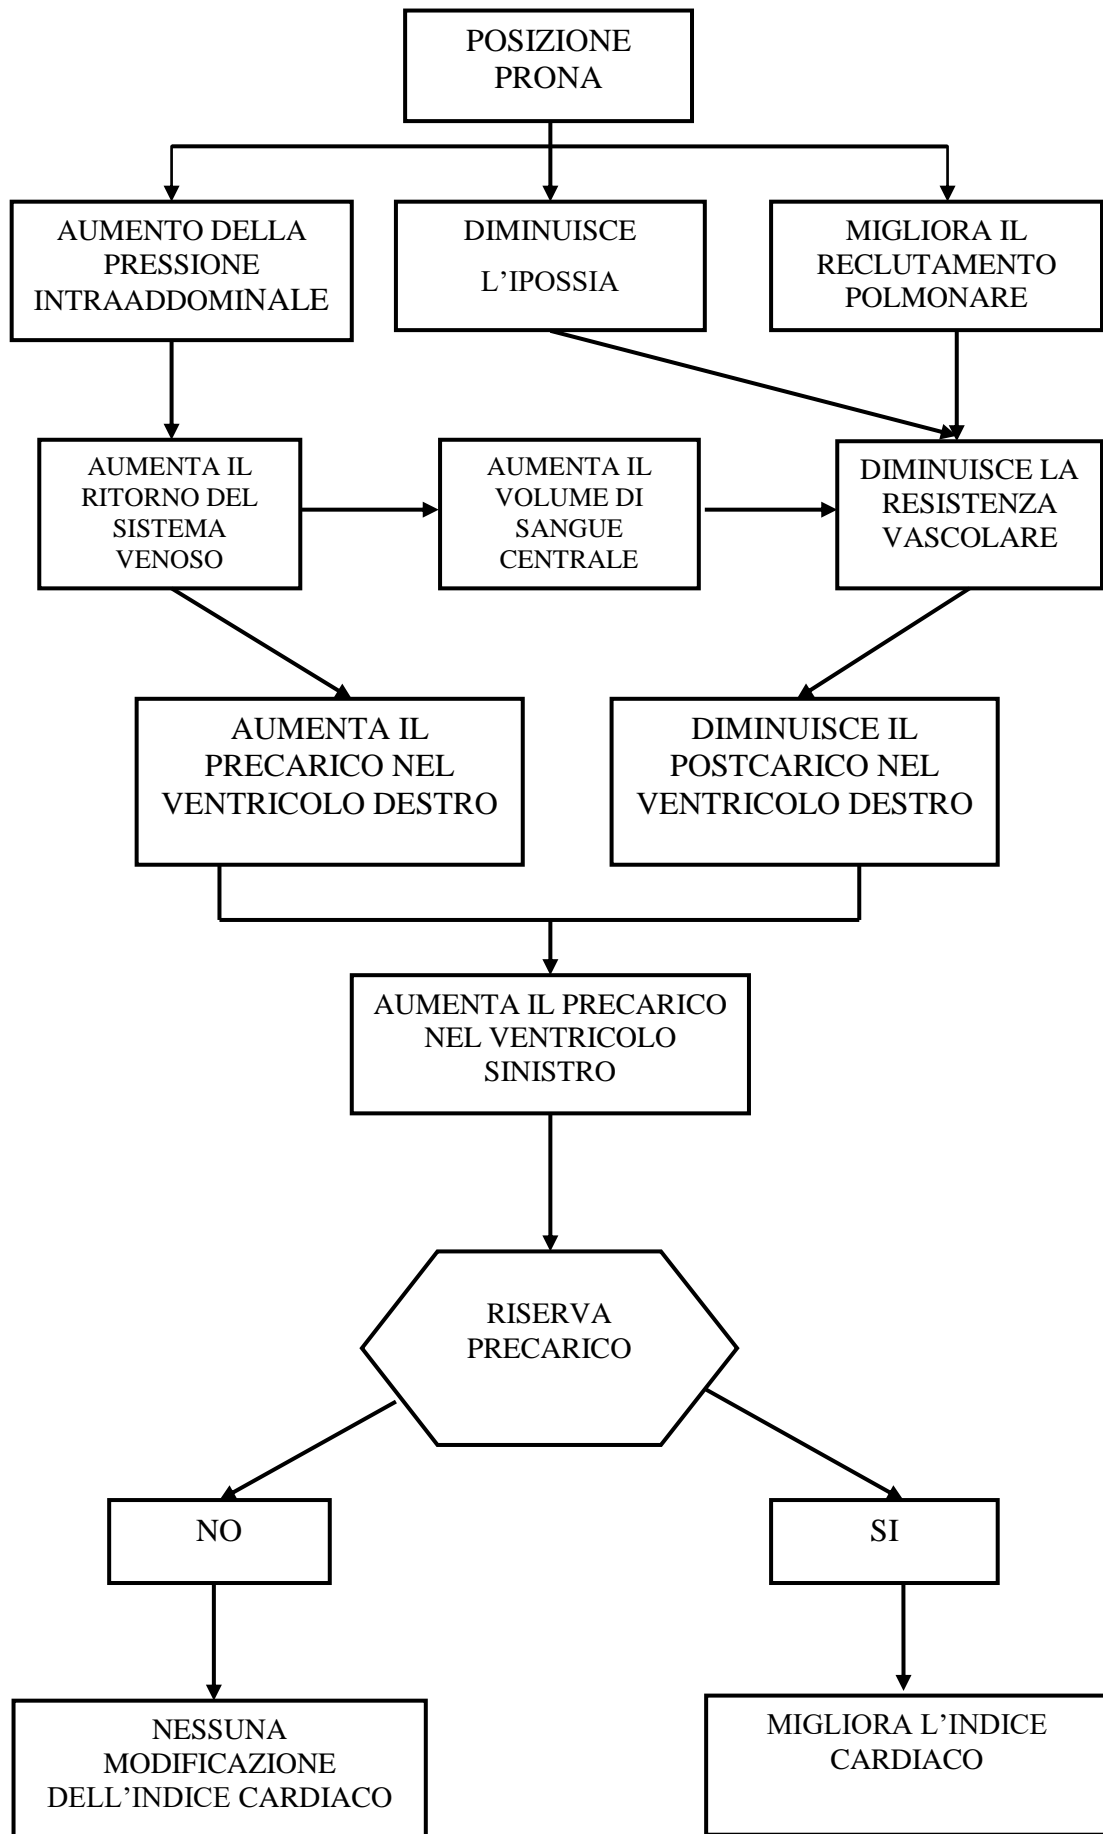 POSIZIONE
PRONA
AUMENTO DELLA
PRESSIONE
INTRAADDOMINALE
DIMINUISCE
L’IPOSSIA
MIGLIORA IL
RECLUTAMENTO
POLMONARE
AUMENTA IL
RITORNO DEL
SISTEMA
VENOSO
AUMENTA IL
VOLUME DI
SANGUE
CENTRALE
DIMINUISCE LA
RESISTENZA
VASCOLARE
AUMENTA IL
PRECARICO NEL
VENTRICOLO DESTRO
DIMINUISCE IL
POSTCARICO NEL
VENTRICOLO DESTRO
AUMENTA IL PRECARICO
NEL VENTRICOLO
SINISTRO
RISERVA
PRECARICO
NO
SI
NESSUNA
MODIFICAZIONE
DELL’INDICE CARDIACO
MIGLIORA L’INDICE
CARDIACO